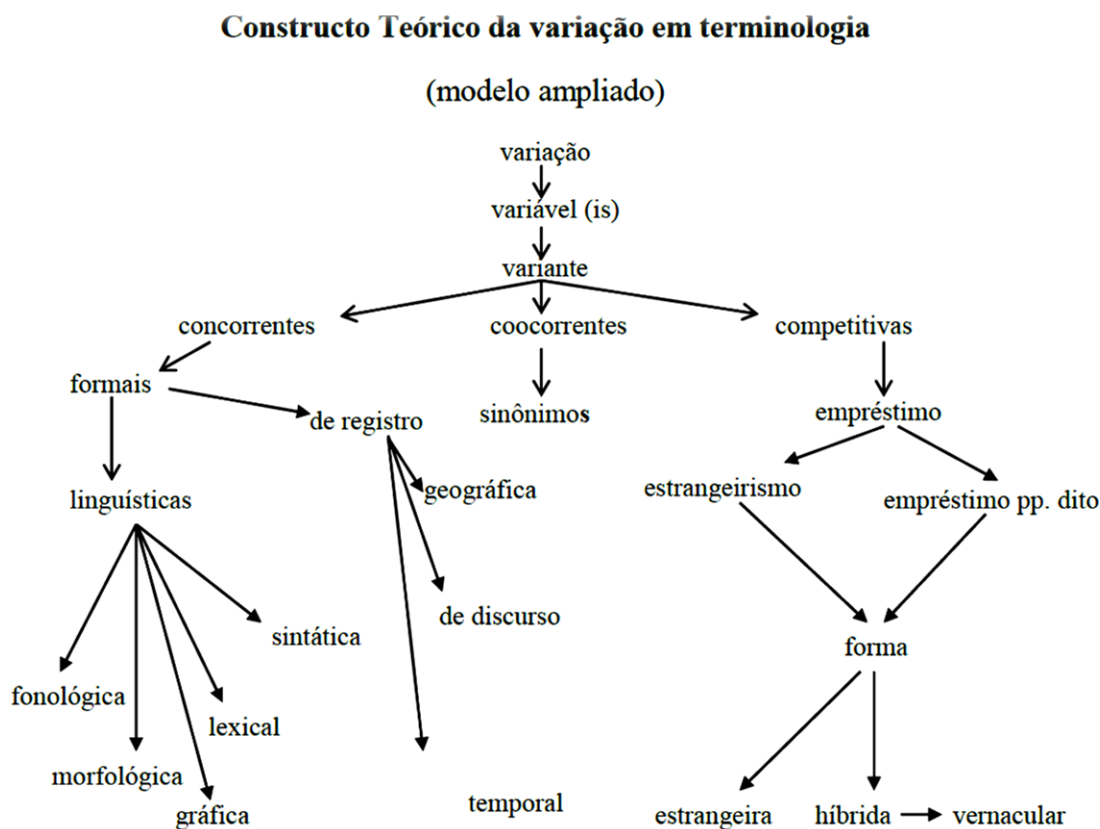 Constructo Teórico da variação em terminologia
(modelo ampliado)
variação
variável (is)
variante
concorrentes
coocorrentes
competitivas
formais
de registro
sinônimos
empréstimo
linguísticas
geográfica
estrangeirismo
empréstimo pp. dito
sintática
de discurso
forma
fonológica
lexical
morfológica
gráfica
temporal
estrangeira
híbrida
vernacular